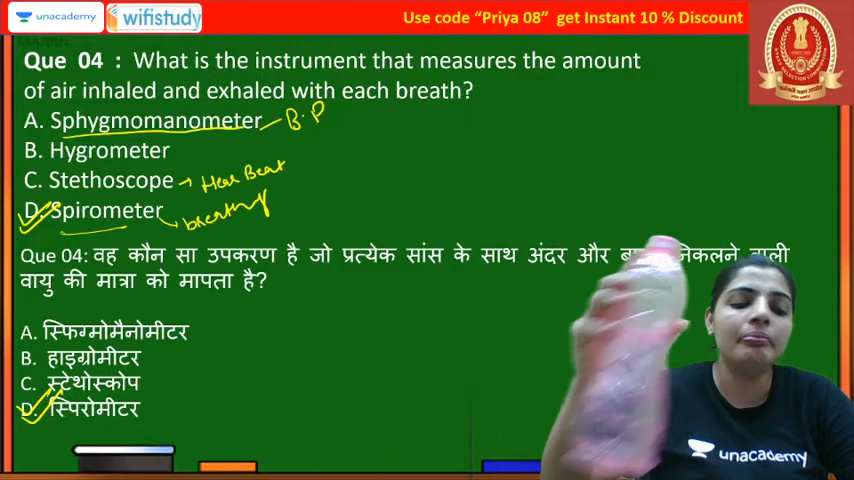 unacademy
wifistudy
Use code “Priya 08” get Instant 10 % Discount
Que 04 : What is the instrument that measures the amount
of air inhaled and exhaled with each breath?
A. Sphygmomanometer B.P
B. Hygrometer
C. Stethoscope Hear Beat
D. Spirometer breathing
Que 04: वह कौन सा उपकरण है जो प्रत्येक सांस के साथ अंदर और वाली
वायु की मात्रा को मापता है?
A. स्फिग्मोमैनोमीटर
B. हाइग्रोमीटर
C. स्टेथोस्कोप
D. स्पिरोमीटर
unacademy